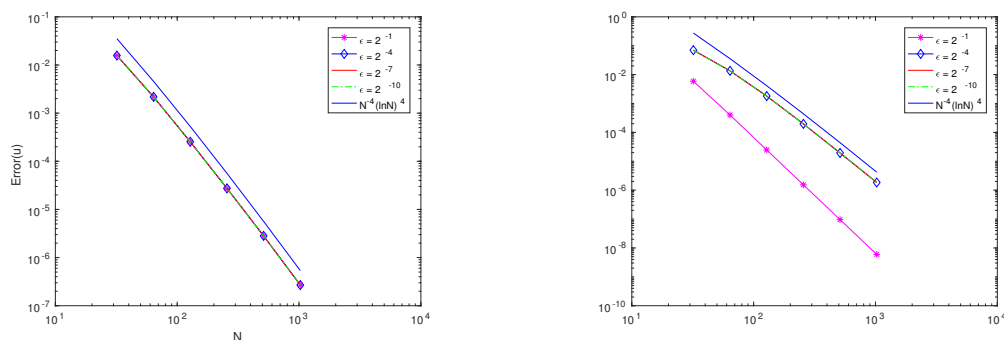 10^-1
10^-2
10^-3
10^-4
10^-5
10^-6
10^-7
Error(u)
10^1
10^2
10^3
10^4
N
ϵ = 2^-1
ϵ = 2^-4
ϵ = 2^-7
ϵ = 2^-10
N^-4(lnN)^4
10^0
10^-2
10^-4
10^-6
10^-8
10^-10
10^1
10^2
10^3
10^4
ϵ = 2^-1
ϵ = 2^-4
ϵ = 2^-7
ϵ = 2^-10
N^-4(lnN)^4